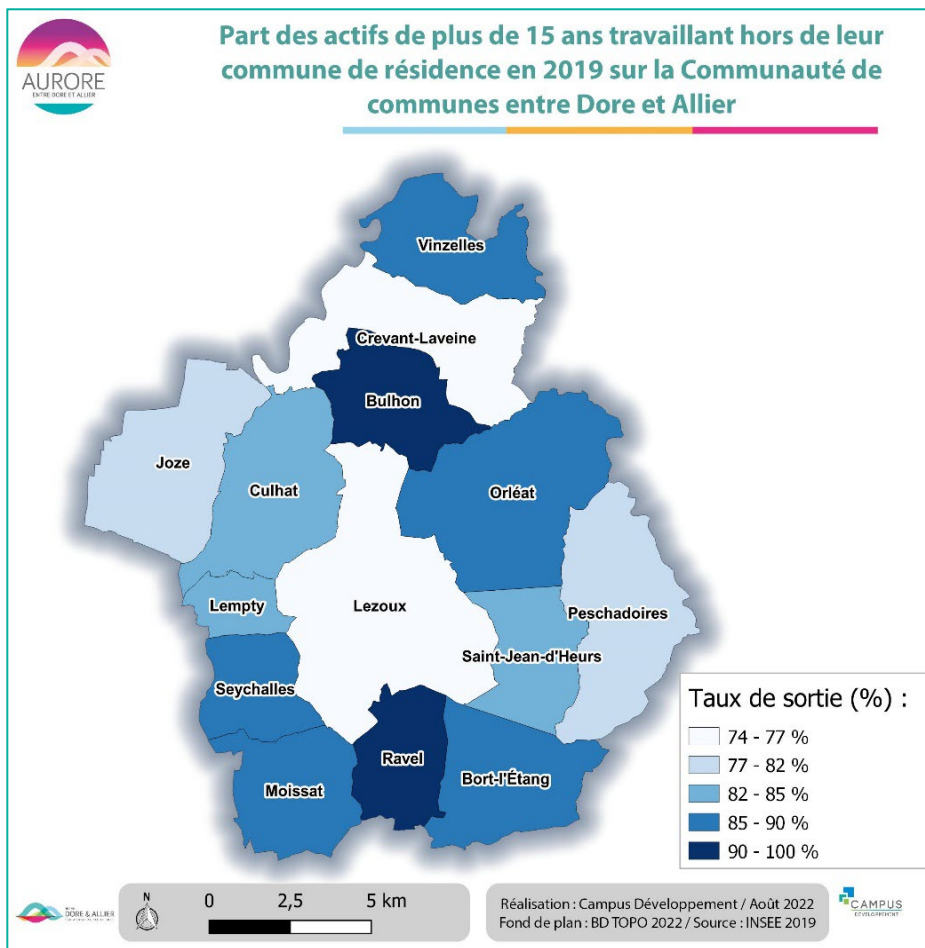 AURORE
ENTRE DORE ET ALLIER
Part des actifs de plus de 15 ans travaillant hors de leur
commune de résidence en 2019 sur la Communauté de
communes entre Dore et Allier
Vinzelles
Crevant-Laveine
Bulhon
Joze
Culhat
Orléat
Lempty
Lezoux
Peschadoires
Saint-Jean-d'Heurs
Seychalles
Ravel
Moissat
Bort-l'Étang
Taux de sortie (%) :
74 - 77 %
77 - 82 %
82 - 85 %
85 - 90 %
90 - 100 %
DORE & ALLIER
N
0 2,5 5 km
Réalisation : Campus Développement / Août 2022
Fond de plan : BD TOPO 2022 / Source : INSEE 2019
CAMPUS
DÉVELOPPEMENT